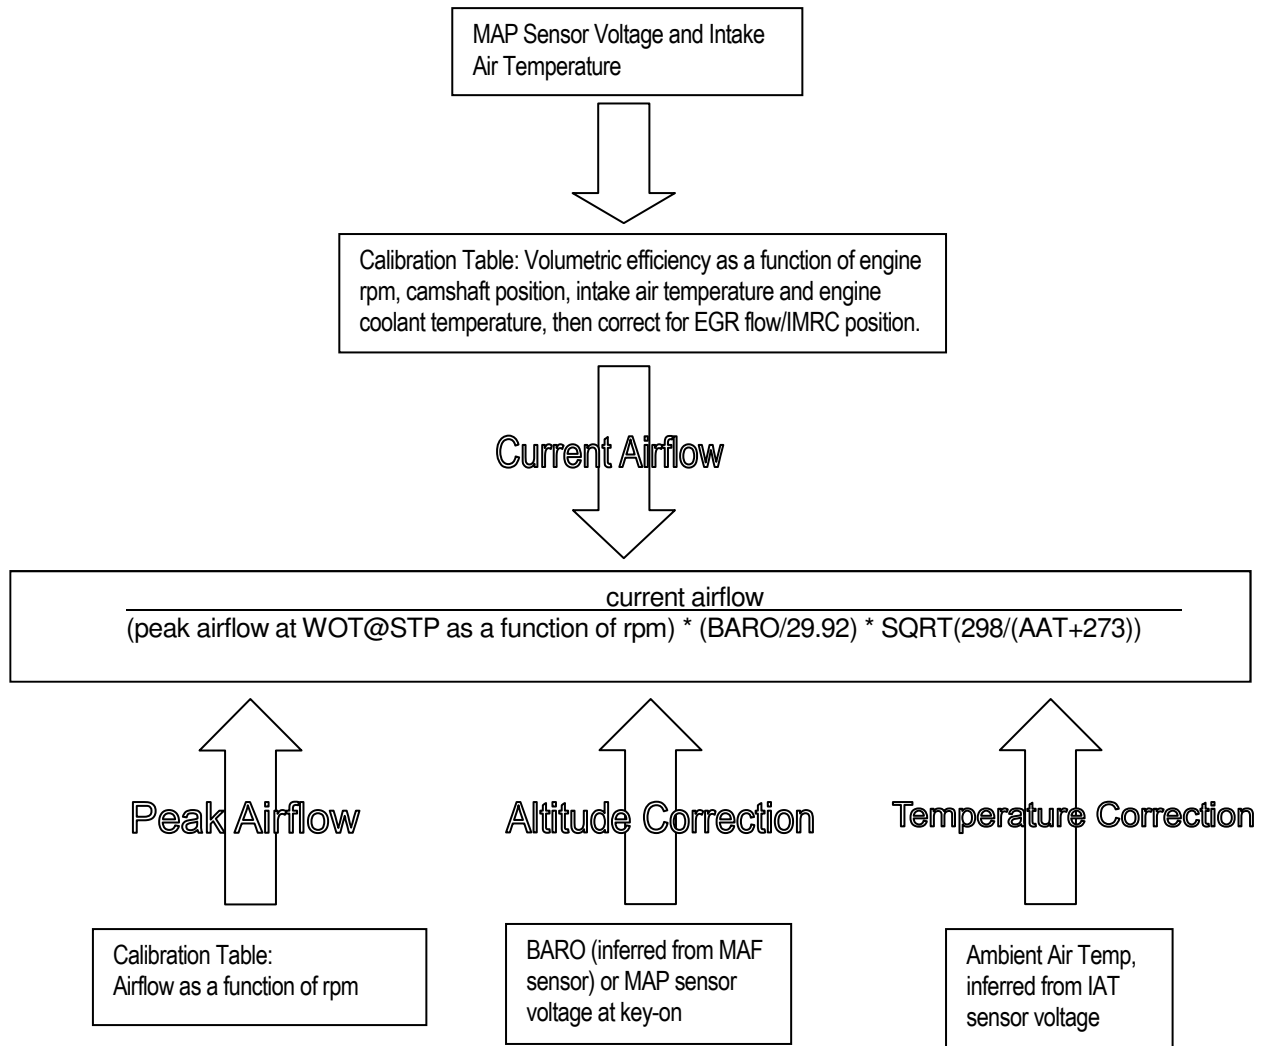 MAP Sensor Voltage and Intake
Air Temperature
Calibration Table: Volumetric efficiency as a function of engine
rpm, camshaft position, intake air temperature and engine
coolant temperature, then correct for EGR flow/IMRC position.
Current Airflow
current airflow
(peak airflow at WOT@STP as a function of rpm) * (BARO/29.92) * SQRT(298/(AAT+273))
Peak Airflow
Altitude Correction
Temperature Correction
Calibration Table:
Airflow as a function of rpm
BARO (inferred from MAF
sensor) or MAP sensor
voltage at key-on
Ambient Air Temp,
inferred from IAT
sensor voltage